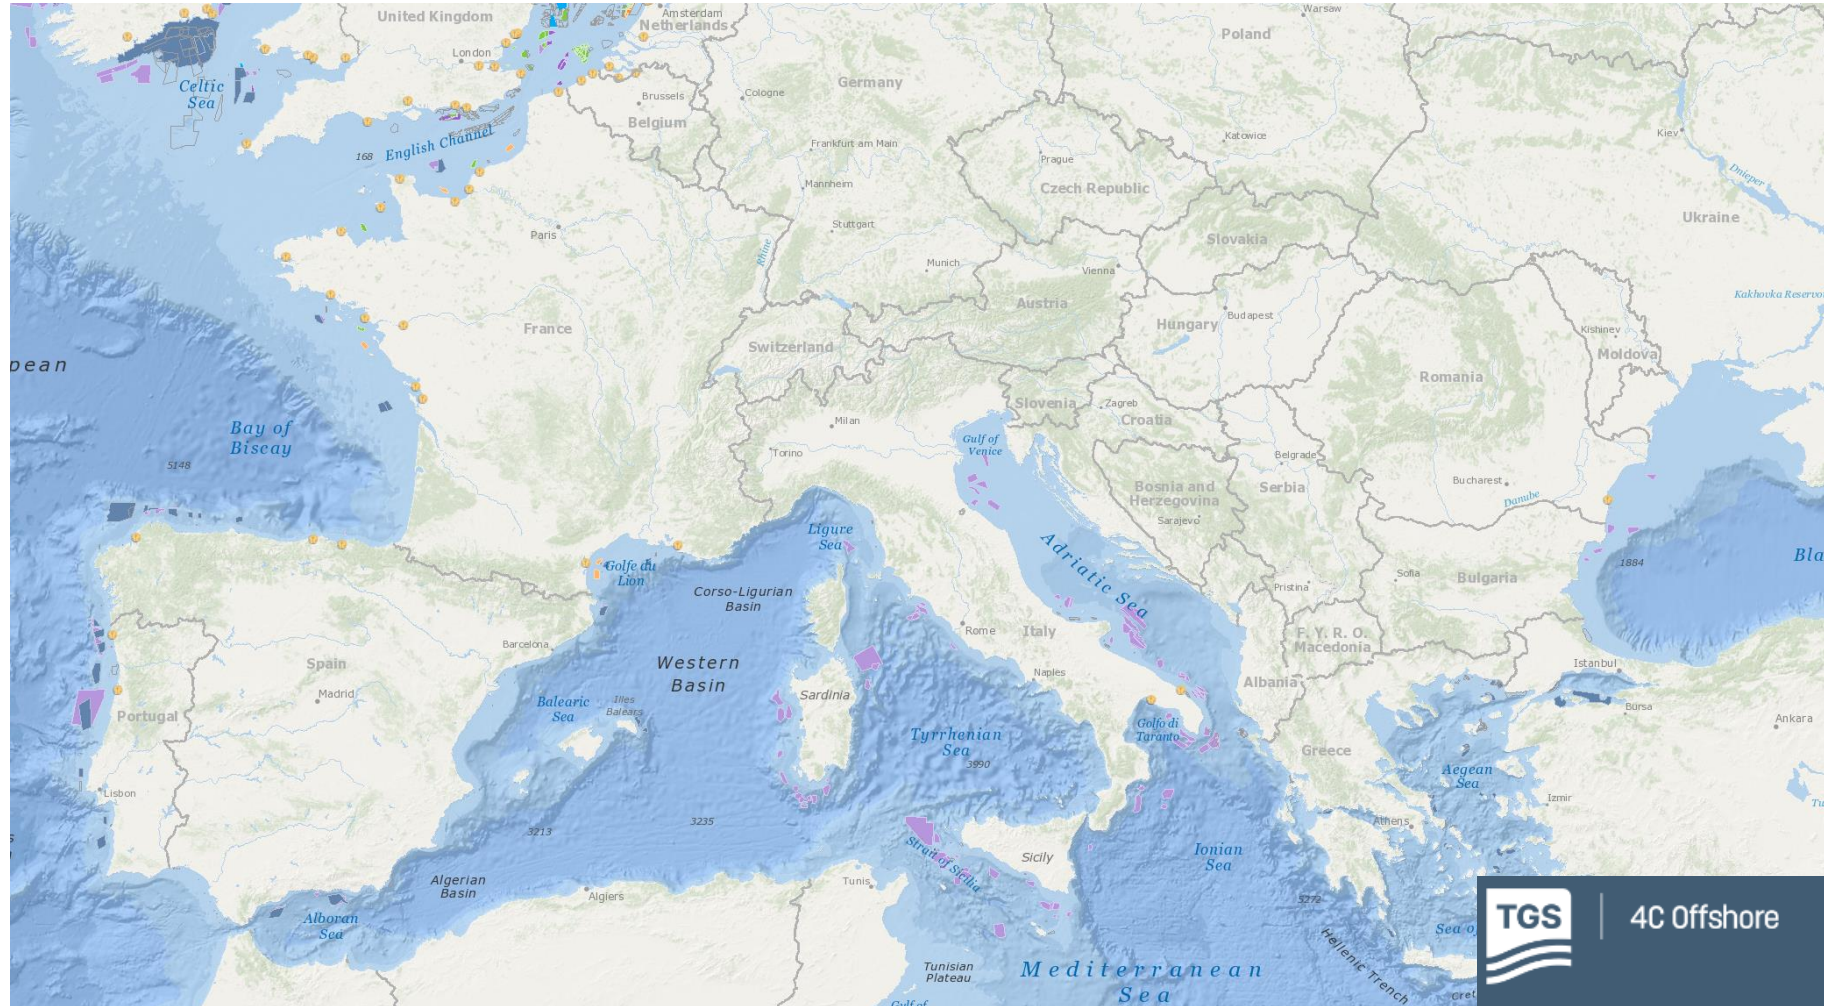 United Kingdom
Amsterdam
Netherlands
Warsaw
London
Poland
Celtic
Sea
Germany
Brussels
Cologne
Belgium
English Channel
168
Frankfurt am Main
Katowice
Kiev
Prague
Mannheim
Czech Republic
Dnieper
Ukraine
Paris
Stuttgart
Slovakia
Rhine
Munich
Vienna
Austria
Kakhovka Reservo
France
Hungary
Budapest
Kishinev
Switzerland
Moldova
pean
Romania
Slovenia
Zagreb
Croatia
Milan
Bay of
Biscay
Gulf of
Venice
Torino
Belgrade
5148
Bosnia and
Herzegovina
Serbia
Bucharest
Danube
Sarajevo
Ligure
Sea
Adriatic Sea
Bla
Golfe du
Lion
1884
Sofia
Bulgaria
Corso-Ligurian
Basin
Pristina
Rome
Italy
F. Y. R. O.
Macedonia
Barcelona
Spain
Western
Basin
Naples
Istanbul
Madrid
Sardinia
Albania
Balearic
Sea
Illes
Balears
Bursa
Portugal
Ankara
Golfo di
Taranto
Tyrrhenian
Sea
3990
Greece
Aegean
Sea
Lisbon
Izmir
Tu
3213
3235
Athens
Strait of Sicilia
Sicily
Ionian
Sea
Algerian
Basin
Algiers
Tunis
5272
Alboran
Sea
Hellenic Trench
Sea of
Tunisian
Plateau
Mediterranean
Sea
Gulf of
Cret
TGS
4C Offshore